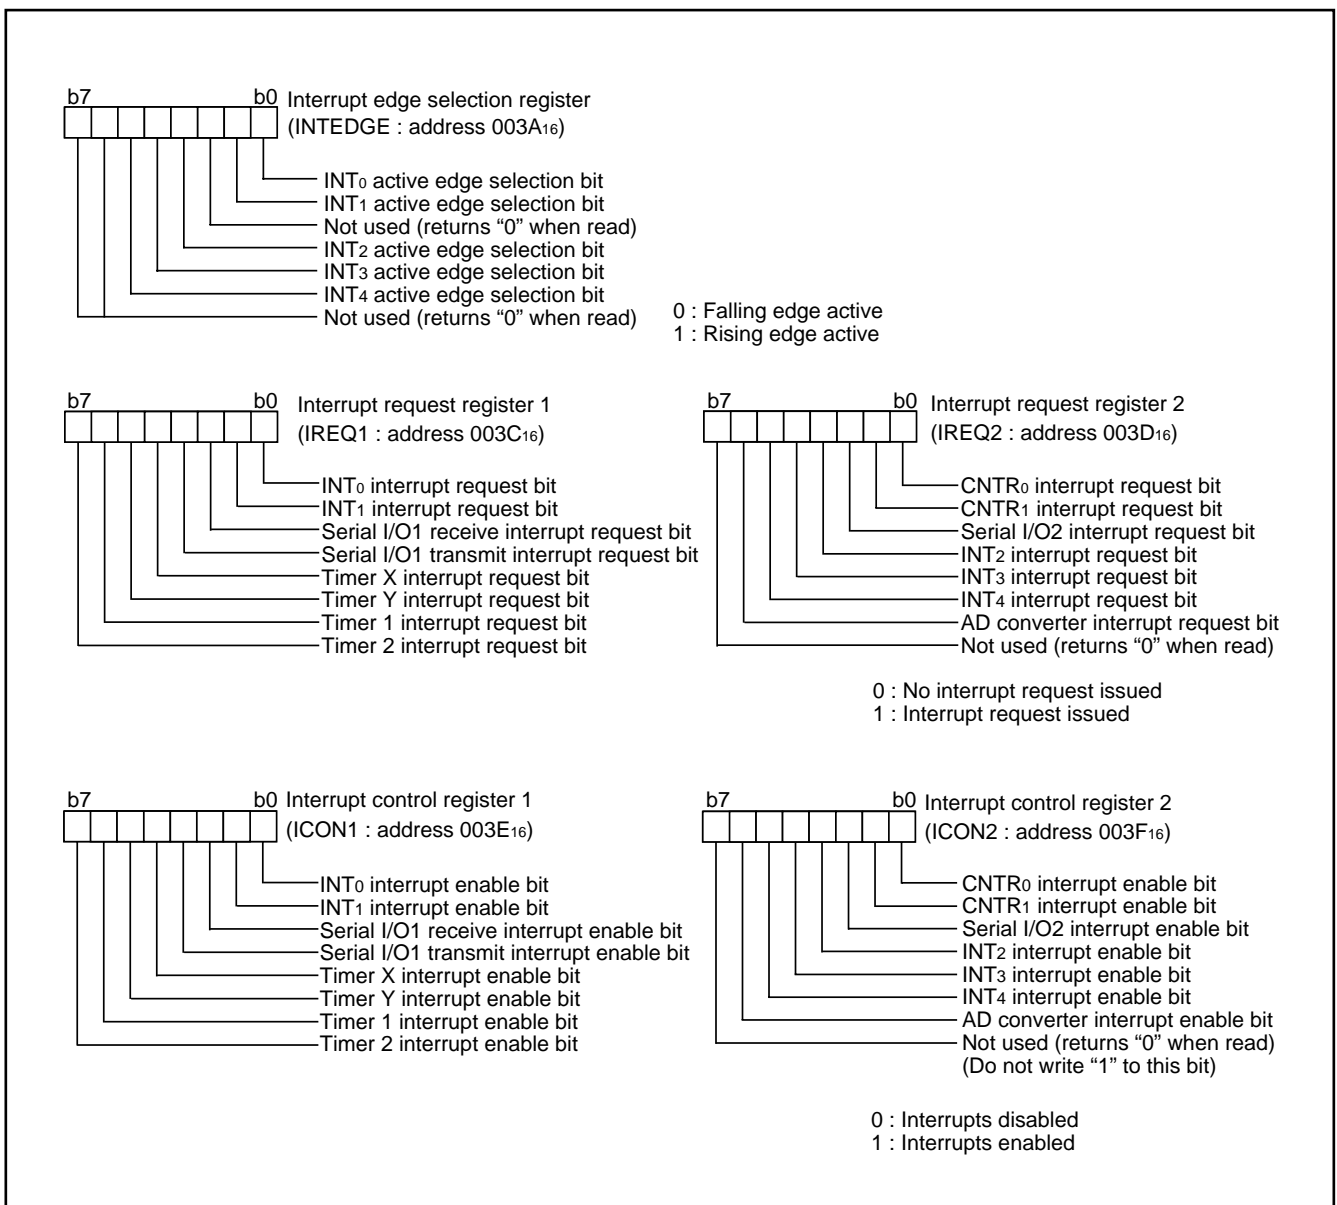 b7 b0 Interrupt edge selection register
(INTEDGE : address 003A16)
INT0 active edge selection bit
INT1 active edge selection bit
Not used (returns “0” when read)
INT2 active edge selection bit
INT3 active edge selection bit
INT4 active edge selection bit
Not used (returns “0” when read)
0 : Falling edge active
1 : Rising edge active
b7 b0 Interrupt request register 1
(IREQ1 : address 003C16)
INT0 interrupt request bit
INT1 interrupt request bit
Serial I/O1 receive interrupt request bit
Serial I/O1 transmit interrupt request bit
Timer X interrupt request bit
Timer Y interrupt request bit
Timer 1 interrupt request bit
Timer 2 interrupt request bit
b7 b0 Interrupt request register 2
(IREQ2 : address 003D16)
CNTR0 interrupt request bit
CNTR1 interrupt request bit
Serial I/O2 interrupt request bit
INT2 interrupt request bit
INT3 interrupt request bit
INT4 interrupt request bit
AD converter interrupt request bit
Not used (returns “0” when read)
0 : No interrupt request issued
1 : Interrupt request issued
b7 b0 Interrupt control register 1
(ICON1 : address 003E16)
INT0 interrupt enable bit
INT1 interrupt enable bit
Serial I/O1 receive interrupt enable bit
Serial I/O1 transmit interrupt enable bit
Timer X interrupt enable bit
Timer Y interrupt enable bit
Timer 1 interrupt enable bit
Timer 2 interrupt enable bit
b7 b0 Interrupt control register 2
(ICON2 : address 003F16)
CNTR0 interrupt enable bit
CNTR1 interrupt enable bit
Serial I/O2 interrupt enable bit
INT2 interrupt enable bit
INT3 interrupt enable bit
INT4 interrupt enable bit
AD converter interrupt enable bit
Not used (returns “0” when read)
(Do not write “1” to this bit)
0 : Interrupts disabled
1 : Interrupts enabled